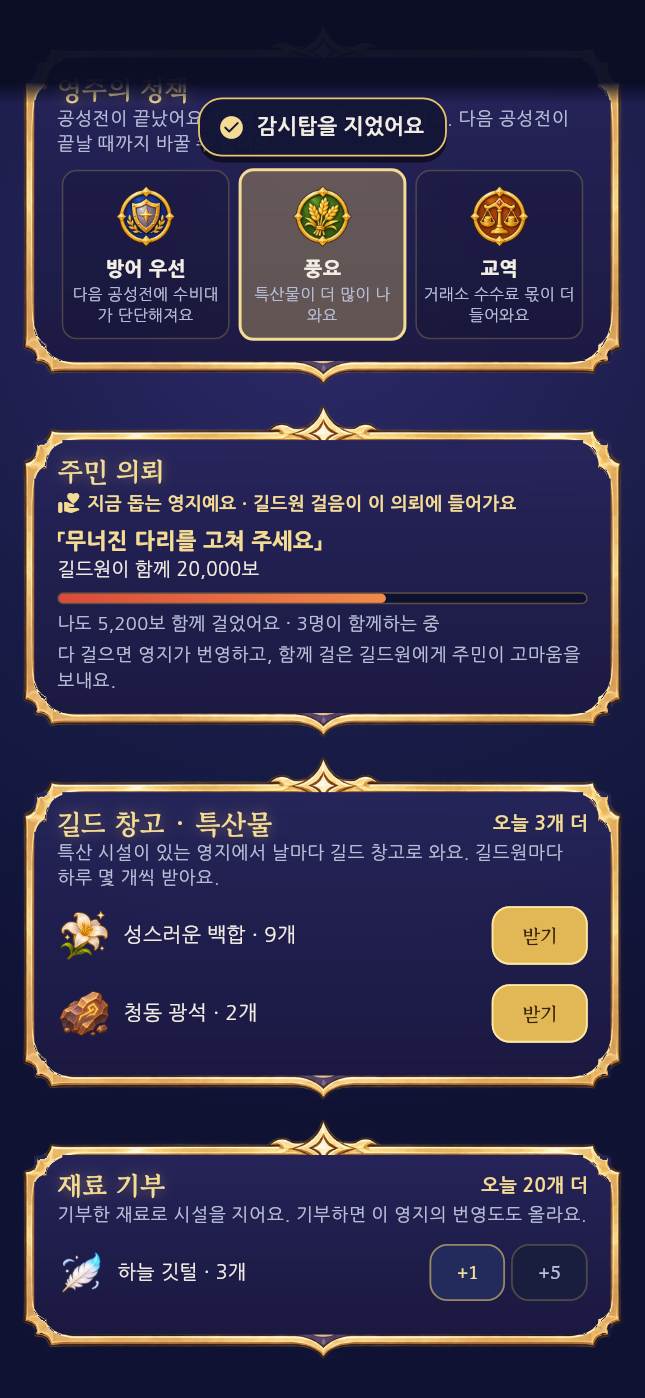 영주의 정책
감시탑을 지었어요
공성전이 끝났어요 . 다음 공성전이
끝날 때까지 바꿀
방어 우선
다음 공성전에 수비대
가 단단해져요
풍요
특산물이 더 많이 나
와요
교역
거래소 수수료 몫이 더
들어와요
주민 의뢰
지금 돕는 영지예요 · 길드원 걸음이 이 의뢰에 들어가요
「무너진 다리를 고쳐 주세요」
길드원이 함께 20,000보
나도 5,200보 함께 걸었어요 · 3명이 함께하는 중
다 걸으면 영지가 번영하고, 함께 걸은 길드원에게 주민이 고마움을
보내요.
길드 창고 · 특산물
오늘 3개 더
특산 시설이 있는 영지에서 날마다 길드 창고로 와요. 길드원마다
하루 몇 개씩 받아요.
성스러운 백합 · 9개
받기
청동 광석 · 2개
받기
재료 기부
오늘 20개 더
기부한 재료로 시설을 지어요. 기부하면 이 영지의 번영도도 올라요.
하늘 깃털 · 3개
+1
+5